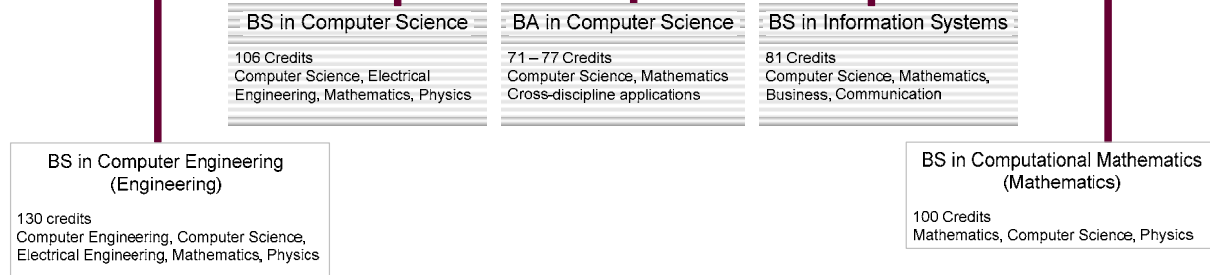 BS in Computer Science
106 Credits
Computer Science, Electrical
Engineering, Mathematics, Physics
BA in Computer Science
71 – 77 Credits
Computer Science, Mathematics
Cross-discipline applications
BS in Information Systems
81 Credits
Computer Science, Mathematics,
Business, Communication
BS in Computer Engineering
(Engineering)
130 credits
Computer Engineering, Computer Science,
Electrical Engineering, Mathematics, Physics
BS in Computational Mathematics
(Mathematics)
100 Credits
Mathematics, Computer Science, Physics